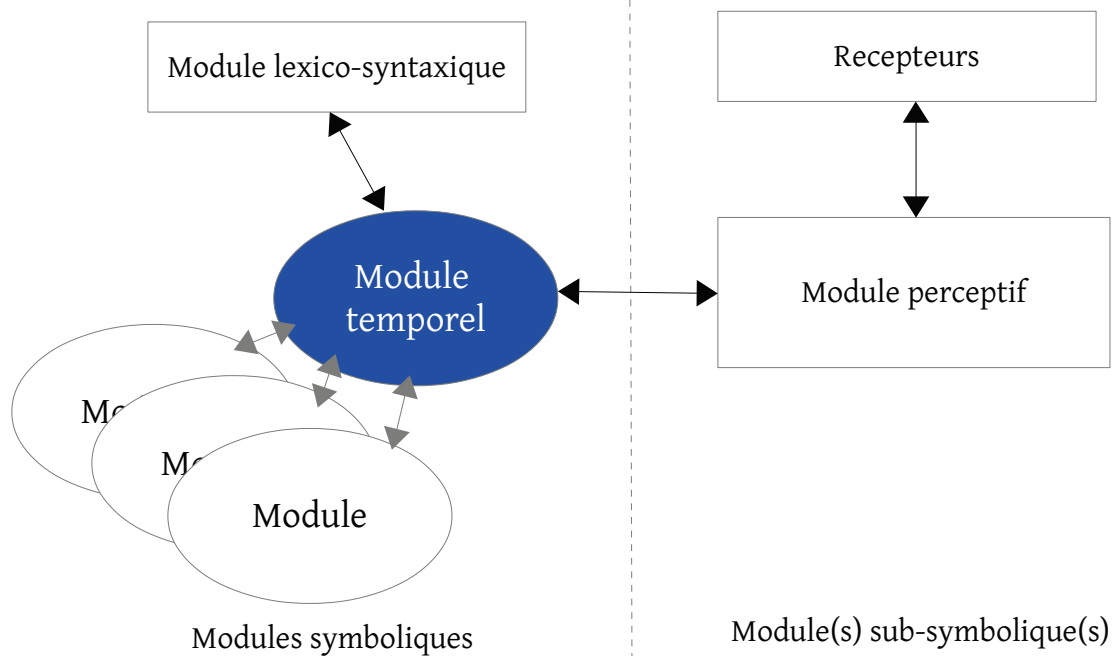 Module lexico-syntaxique
Recepteurs
Module
temporel
Module perceptif
Module
Modules symboliques
Module(s) sub-symbolique(s)